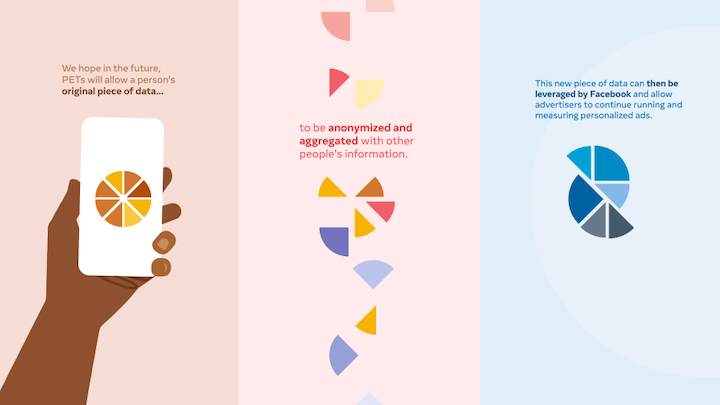 We hope in the future,
PETs will allow a person's
original piece of data...
to be anonymized and
aggregated with other
people's information.
This new piece of data can then be
leveraged by Facebook and allow
advertisers to continue running and
measuring personalized ads.